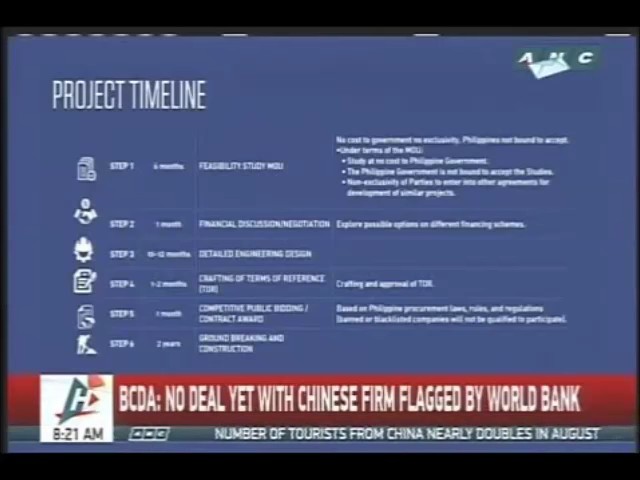 ANC
PROJECT TIMELINE
No cost to government no exclusivity, Philippines not bound to accept.
•Under terms of the MOU:
• Study at no cost to Philippine Government.
STEP 1 6 months FEASIBILITY STUDY MOU
• The Philippine Government is not bound to accept the Studies.
• Non-exclusivity of Parties to enter into other agreements for
development of similar projects.
STEP 2 1 month FINANCIAL DISCUSSION/NEGOTIATION Explore possible options on different financing schemes.
STEP 3 10-12 months DETAILED ENGINEERING DESIGN
STEP 4 1-2 months CRAFTING OF TERMS OF REFERENCE
(TOR) Crafting and approval of TOR.
STEP 5 1 month COMPETITIVE PUBLIC BIDDING / Based on Philippine procurement laws, rules, and regulations
CONTRACT AWARD (banned or blacklisted companies will not be qualified to participate).
STEP 6 2 years GROUND BREAKING AND
CONSTRUCTION
BCDA: NO DEAL YET WITH CHINESE FIRM FLAGGED BY WORLD BANK
8:21 AM ANC NUMBER OF TOURISTS FROM CHINA NEARLY DOUBLES IN AUGUST